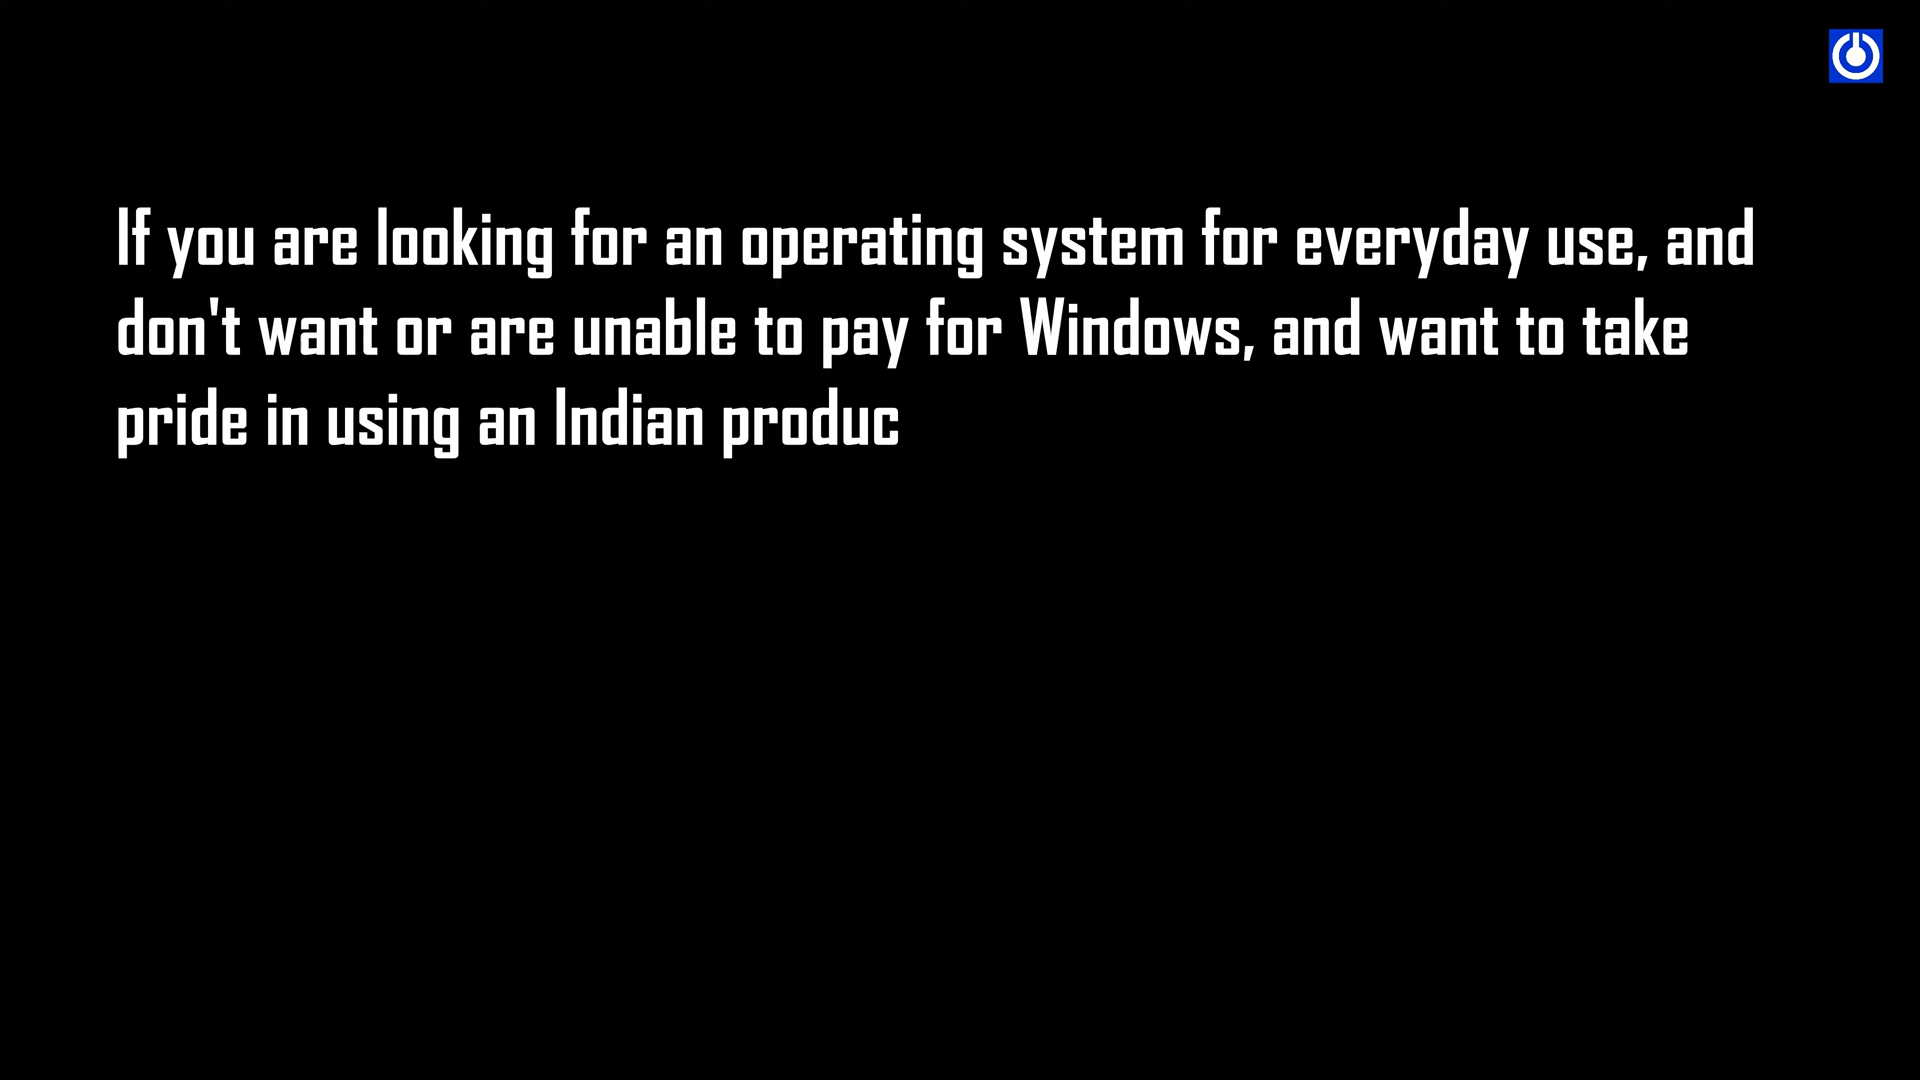 If you are looking for an operating system for everyday use, and
don't want or are unable to pay for Windows, and want to take
pride in using an Indian produc